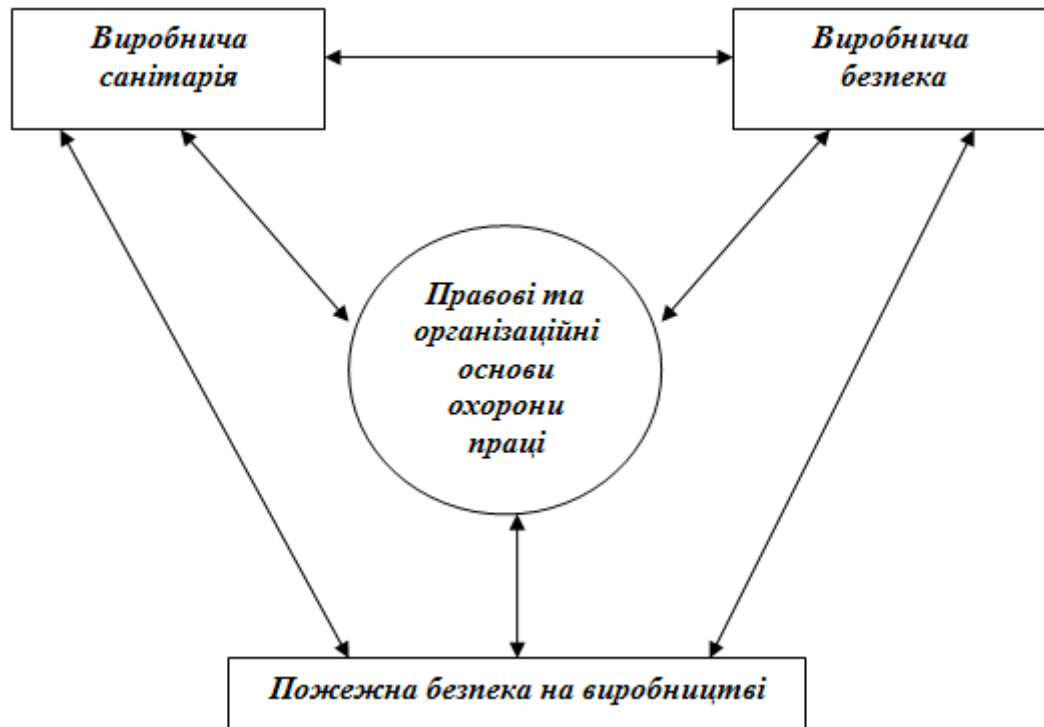 Виробнича
санітарія
Виробнича
безпека
Правові та
організаційні
основи
охорони
праці
Пожежна безпека на виробництві